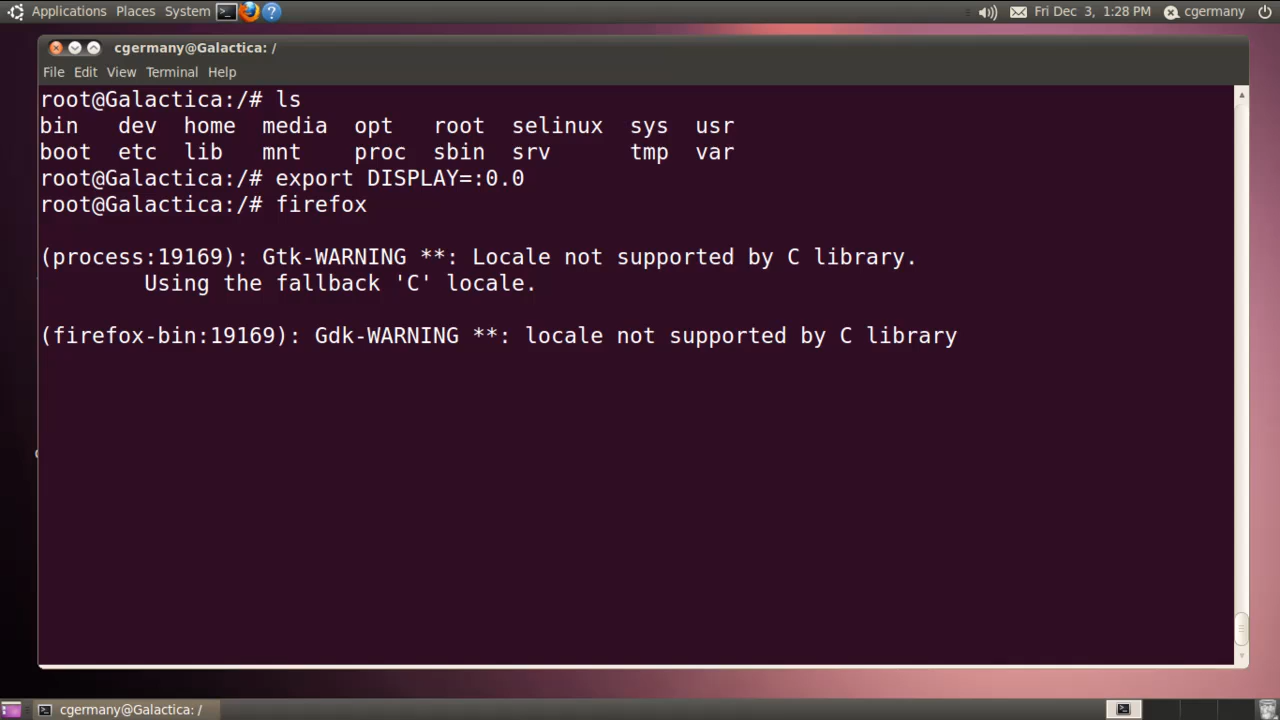 Applications Places System
Fri Dec 3, 1:28 PM cgermany
cgermany@Galactica: /
File Edit View Terminal Help
root@Galactica:/# ls
bin dev home media opt root selinux sys usr
boot etc lib mnt proc sbin srv tmp var
root@Galactica:/# export DISPLAY=:0.0
root@Galactica:/# firefox
(process:19169): Gtk-WARNING **: Locale not supported by C library.
Using the fallback 'C' locale.
(firefox-bin:19169): Gdk-WARNING **: locale not supported by C library
cgermany@Galactica: /